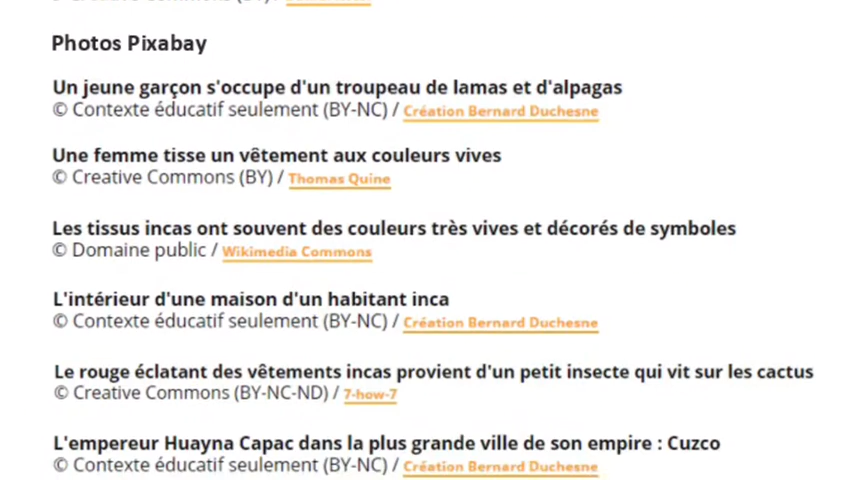 Photos Pixabay
Un jeune garçon s'occupe d'un troupeau de lamas et d'alpagas
© Contexte éducatif seulement (BY-NC) / Création Bernard Duchesne
Une femme tisse un vêtement aux couleurs vives
© Creative Commons (BY) / Thomas Quine
Les tissus incas ont souvent des couleurs très vives et décorés de symboles
© Domaine public / Wikimedia Commons
L'intérieur d'une maison d'un habitant inca
© Contexte éducatif seulement (BY-NC) / Création Bernard Duchesne
Le rouge éclatant des vêtements incas provient d'un petit insecte qui vit sur les cactus
© Creative Commons (BY-NC-ND) / 7-how-7
L'empereur Huayna Capac dans la plus grande ville de son empire : Cuzco
© Contexte éducatif seulement (BY-NC) / Création Bernard Duchesne